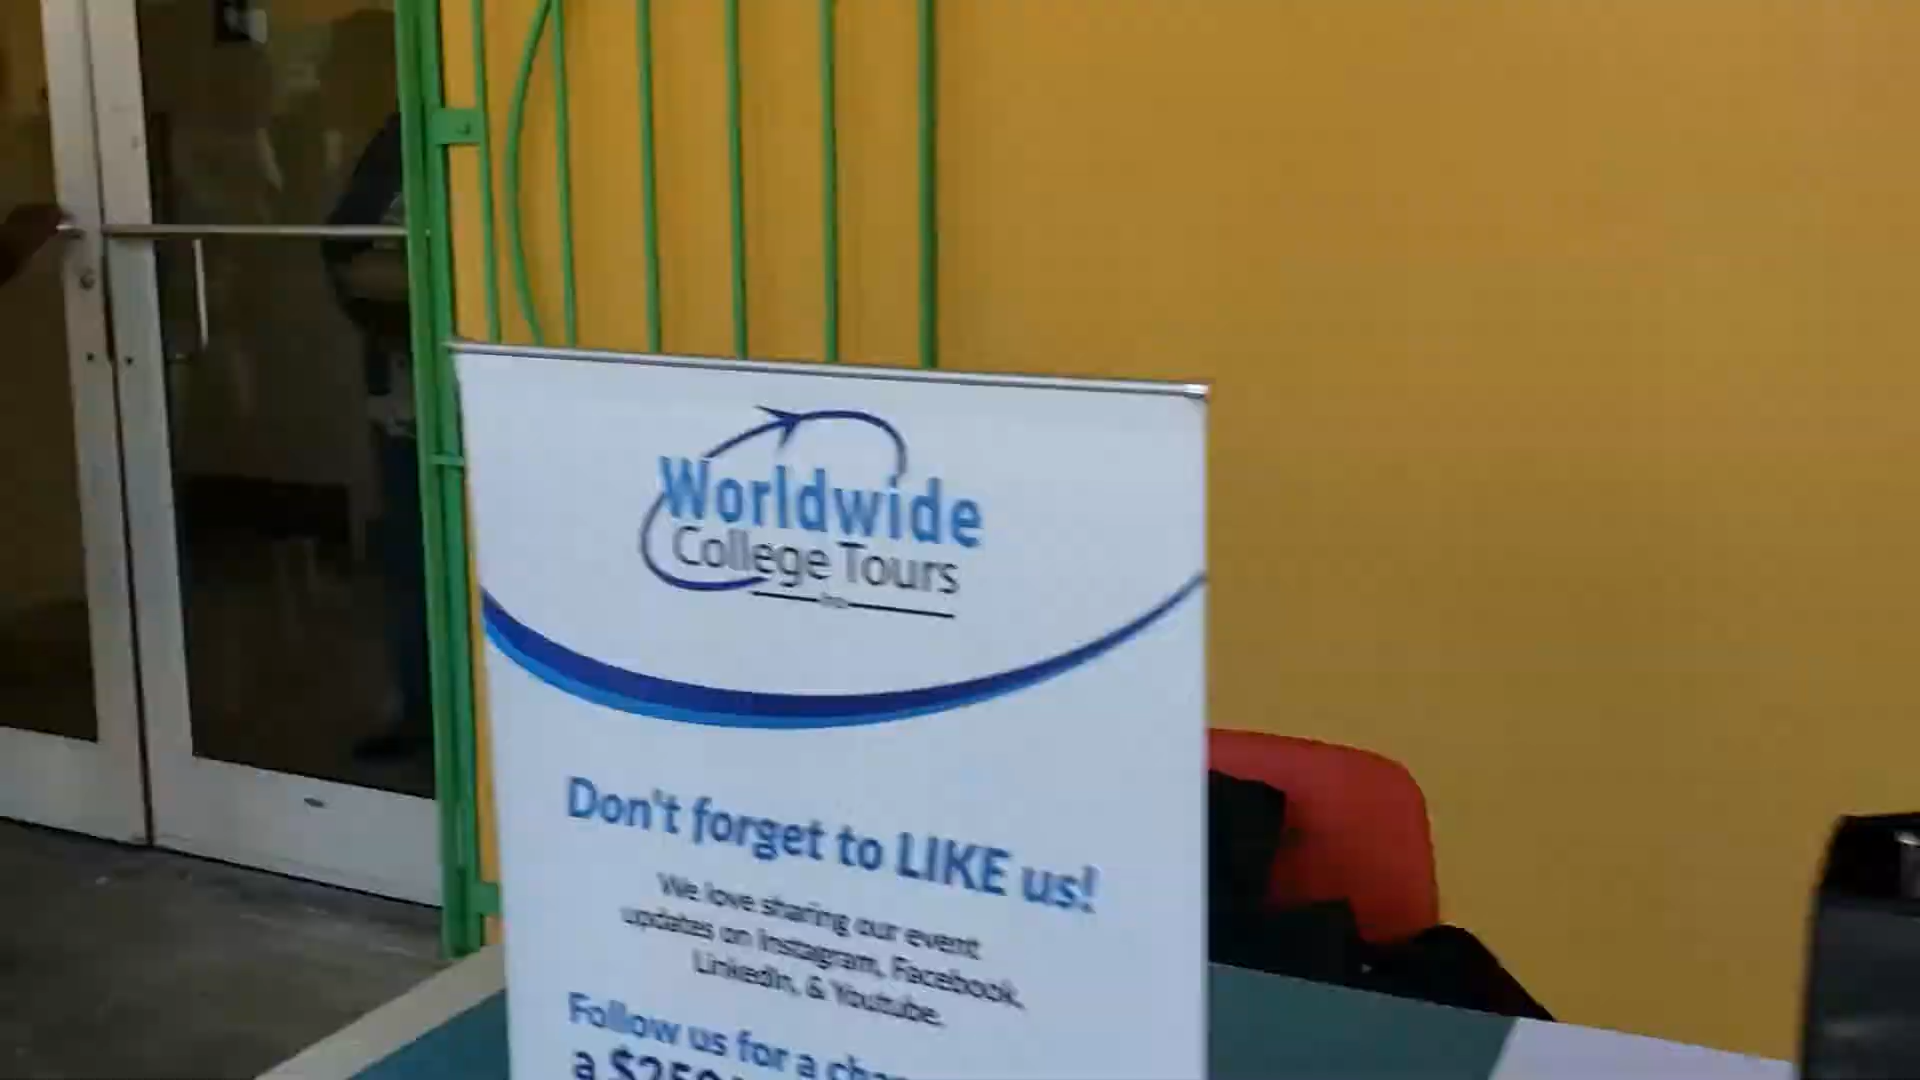 Worldwide
College Tours
Don't forget to LIKE us!
We love sharing our event
updates on Instagram, Facebook,
LinkedIn, & Youtube.
Follow us for a
a